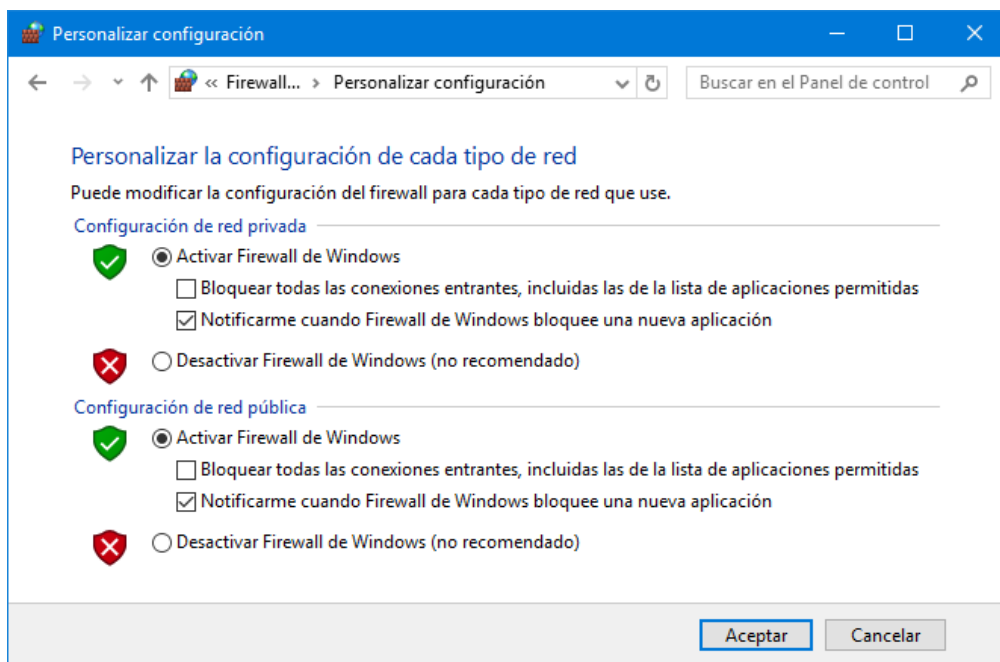 Personalizar configuración
« Firewall... › Personalizar configuración
Buscar en el Panel de control
Personalizar la configuración de cada tipo de red
Puede modificar la configuración del firewall para cada tipo de red que use.
Configuración de red privada
Activar Firewall de Windows
Bloquear todas las conexiones entrantes, incluidas las de la lista de aplicaciones permitidas
Notificarme cuando Firewall de Windows bloquee una nueva aplicación
Desactivar Firewall de Windows (no recomendado)
Configuración de red pública
Activar Firewall de Windows
Bloquear todas las conexiones entrantes, incluidas las de la lista de aplicaciones permitidas
Notificarme cuando Firewall de Windows bloquee una nueva aplicación
Desactivar Firewall de Windows (no recomendado)
Aceptar
Cancelar